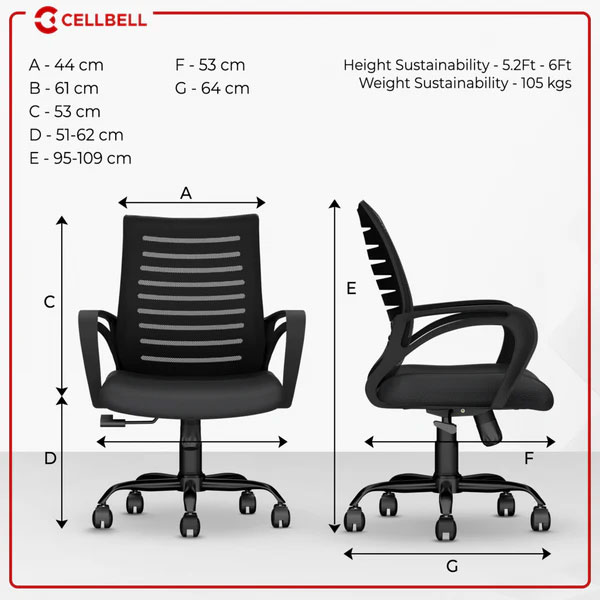 CELLBELL
A - 44 cm
B - 61 cm
C - 53 cm
D - 51-62 cm
E - 95-109 cm
F - 53 cm
G - 64 cm
Height Sustainability - 5.2Ft - 6Ft
Weight Sustainability - 105 kgs
A
C
D
E
F
G